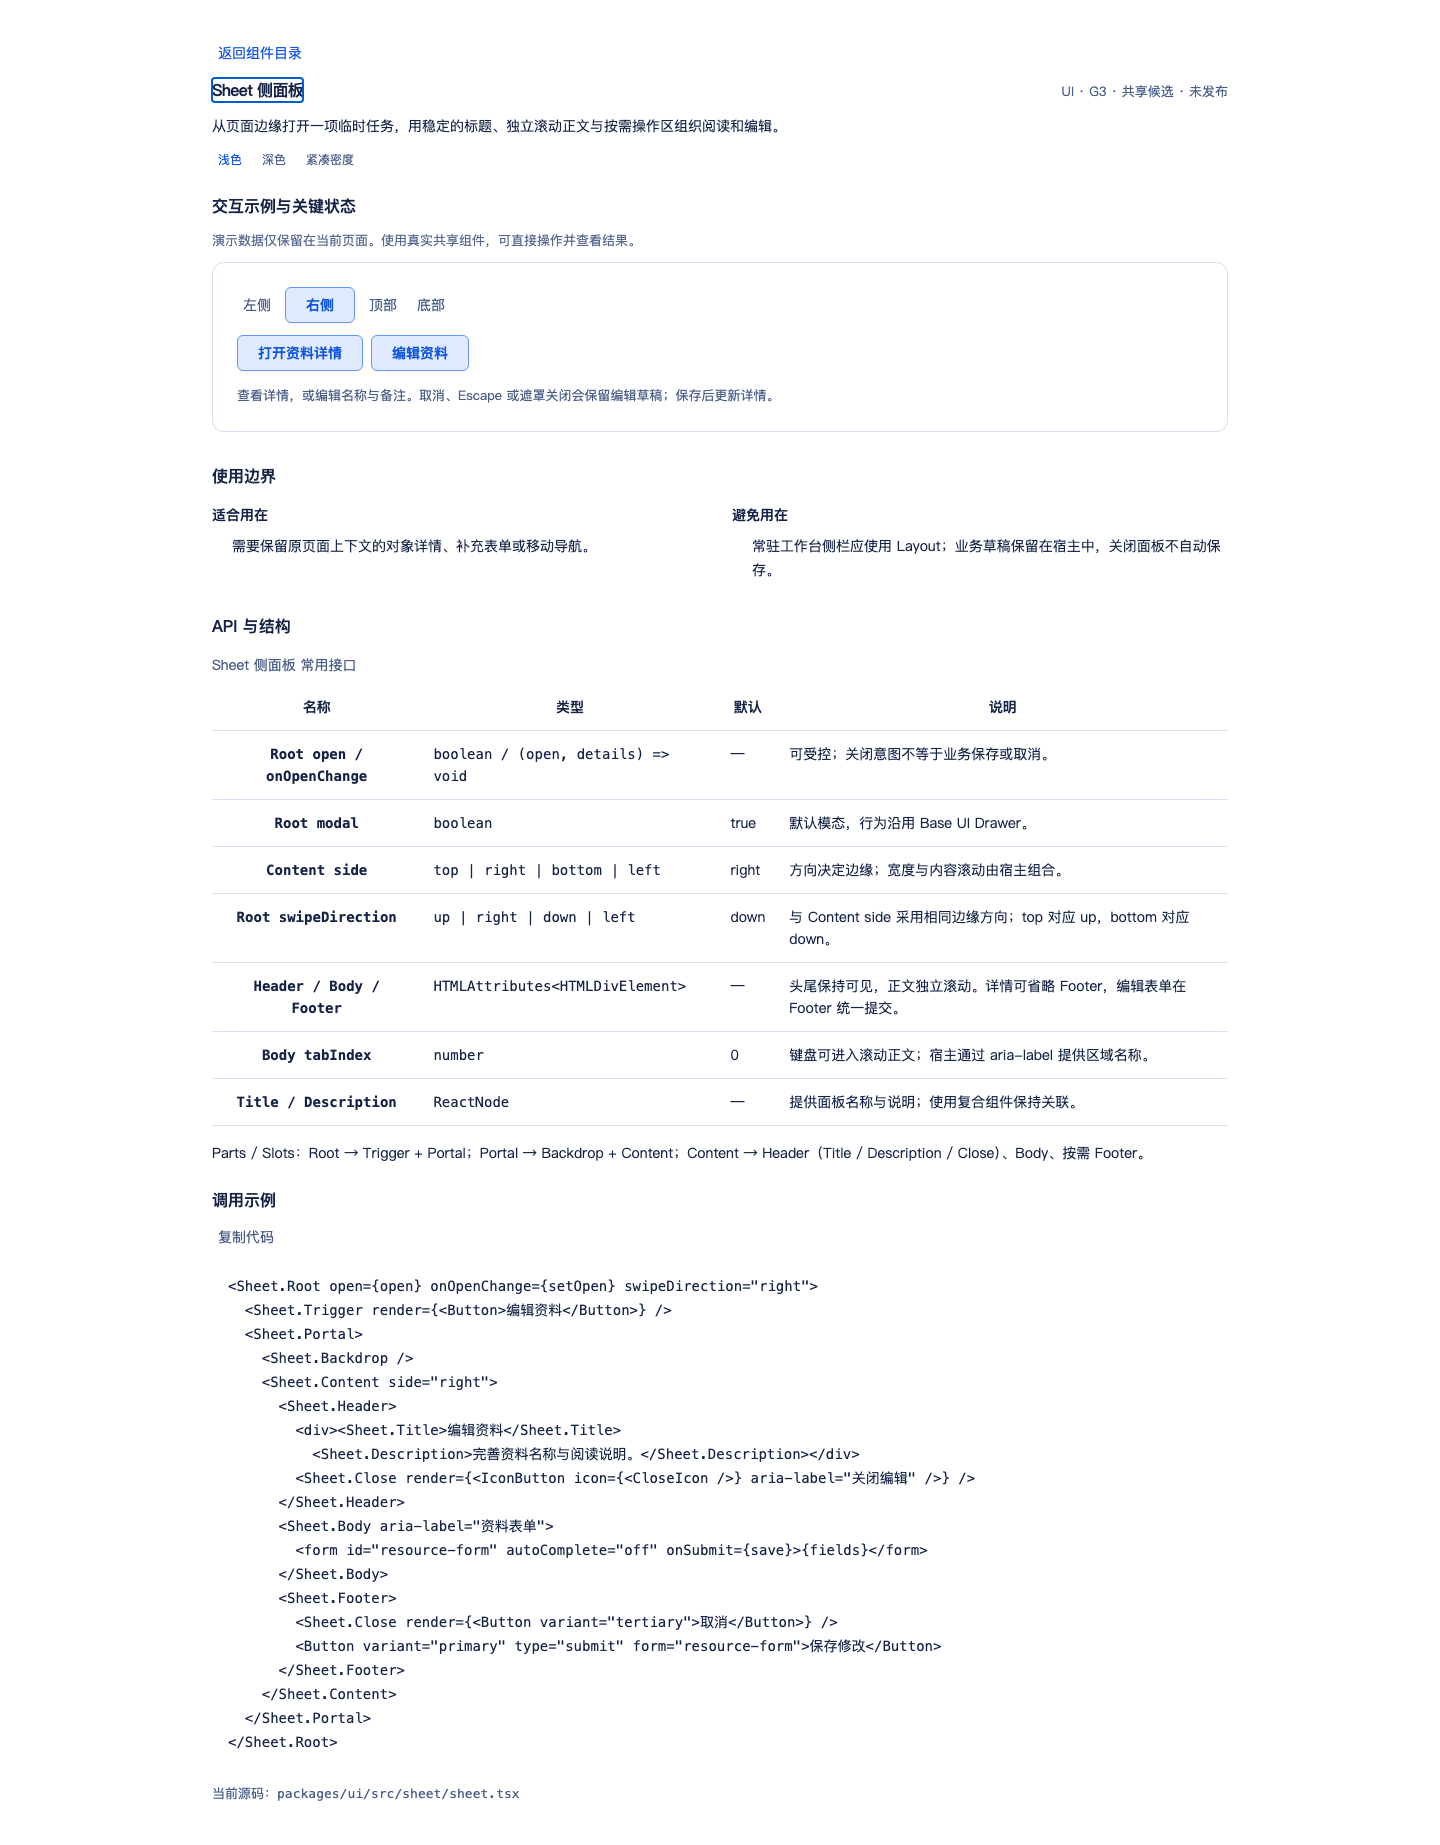 返回组件目录
Sheet 侧面板
UI · G3 · 共享候选 · 未发布
从页面边缘打开一项临时任务，用稳定的标题、独立滚动正文与按需操作区组织阅读和编辑。
浅色 深色 紧凑密度
交互示例与关键状态
演示数据仅保留在当前页面。使用真实共享组件，可直接操作并查看结果。
左侧 右侧 顶部 底部
打开资料详情 编辑资料
查看详情，或编辑名称与备注。取消、Escape 或遮罩关闭会保留编辑草稿；保存后更新详情。
使用边界
适合用在
需要保留原页面上下文的对象详情、补充表单或移动导航。
避免用在
常驻工作台侧栏应使用 Layout；业务草稿保留在宿主中，关闭面板不自动保
存。
API 与结构
Sheet 侧面板 常用接口
名称 类型 默认 说明
Root open / onOpenChange boolean / (open, details) => void — 可受控；关闭意图不等于业务保存或取消。
Root modal boolean true 默认模态，行为沿用 Base UI Drawer。
Content side top | right | bottom | left right 方向决定边缘；宽度与内容滚动由宿主组合。
Root swipeDirection up | right | down | left down 与 Content side 采用相同边缘方向；top 对应 up，bottom 对应 down。
Header / Body / Footer HTMLAttributes<HTMLDivElement> — 头尾保持可见，正文独立滚动。详情可省略 Footer，编辑表单在 Footer 统一提交。
Body tabIndex number 0 键盘可进入滚动正文；宿主通过 aria-label 提供区域名称。
Title / Description ReactNode — 提供面板名称与说明；使用复合组件保持关联。
Parts / Slots：Root → Trigger + Portal；Portal → Backdrop + Content；Content → Header（Title / Description / Close）、Body、按需 Footer。
调用示例
复制代码
<Sheet.Root open={open} onOpenChange={setOpen} swipeDirection="right">
  <Sheet.Trigger render={<Button>编辑资料</Button>} />
  <Sheet.Portal>
    <Sheet.Backdrop />
    <Sheet.Content side="right">
      <Sheet.Header>
        <div><Sheet.Title>编辑资料</Sheet.Title>
          <Sheet.Description>完善资料名称与阅读说明。</Sheet.Description></div>
        <Sheet.Close render={<IconButton icon={<CloseIcon />} aria-label="关闭编辑" />} />
      </Sheet.Header>
      <Sheet.Body aria-label="资料表单">
        <form id="resource-form" autoComplete="off" onSubmit={save}>{fields}</form>
      </Sheet.Body>
      <Sheet.Footer>
        <Sheet.Close render={<Button variant="tertiary">取消</Button>} />
        <Button variant="primary" type="submit" form="resource-form">保存修改</Button>
      </Sheet.Footer>
    </Sheet.Content>
  </Sheet.Portal>
</Sheet.Root>
当前源码：packages/ui/src/sheet/sheet.tsx